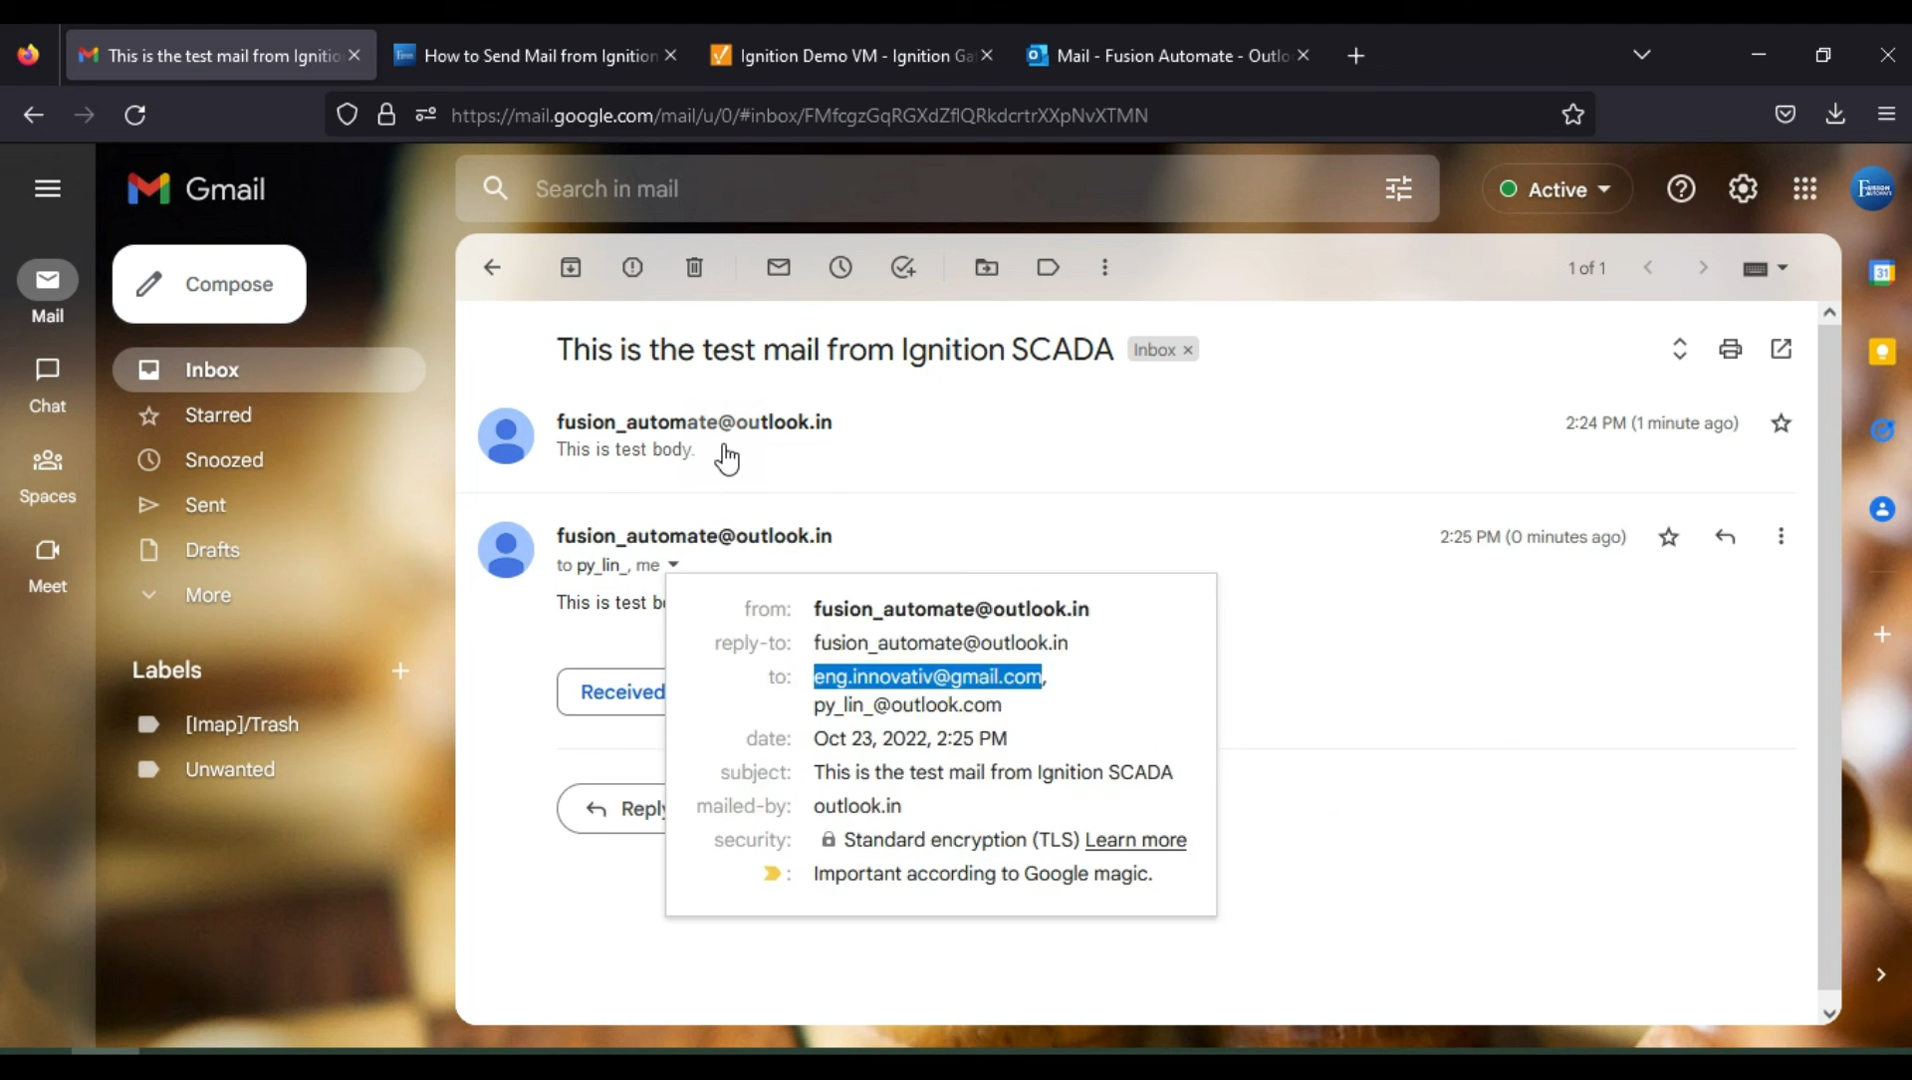 This is the test mail from Ignitio
How to Send Mail from Ignition
Ignition Demo VM - Ignition Ga
Mail - Fusion Automate - Outlo
https://mail.google.com/mail/u/0/#inbox/FMfcgzGqRGXdZflQRkdcrtrXXpNvXTMN
Gmail
Search in mail
Active
Compose
1 of 1
Mail
Chat
Spaces
Meet
Inbox
Starred
Snoozed
Sent
Drafts
More
Labels
[Imap]/Trash
Unwanted
This is the test mail from Ignition SCADA Inbox
fusion_automate@outlook.in 2:24 PM (1 minute ago)
This is test body.
fusion_automate@outlook.in 2:25 PM (0 minutes ago)
to py_lin_, me
This is test b
from: fusion_automate@outlook.in
reply-to: fusion_automate@outlook.in
to: eng.innovativ@gmail.com,
py_lin_@outlook.com
date: Oct 23, 2022, 2:25 PM
subject: This is the test mail from Ignition SCADA
mailed-by: outlook.in
security: Standard encryption (TLS) Learn more
: Important according to Google magic.
Received
Reply
31